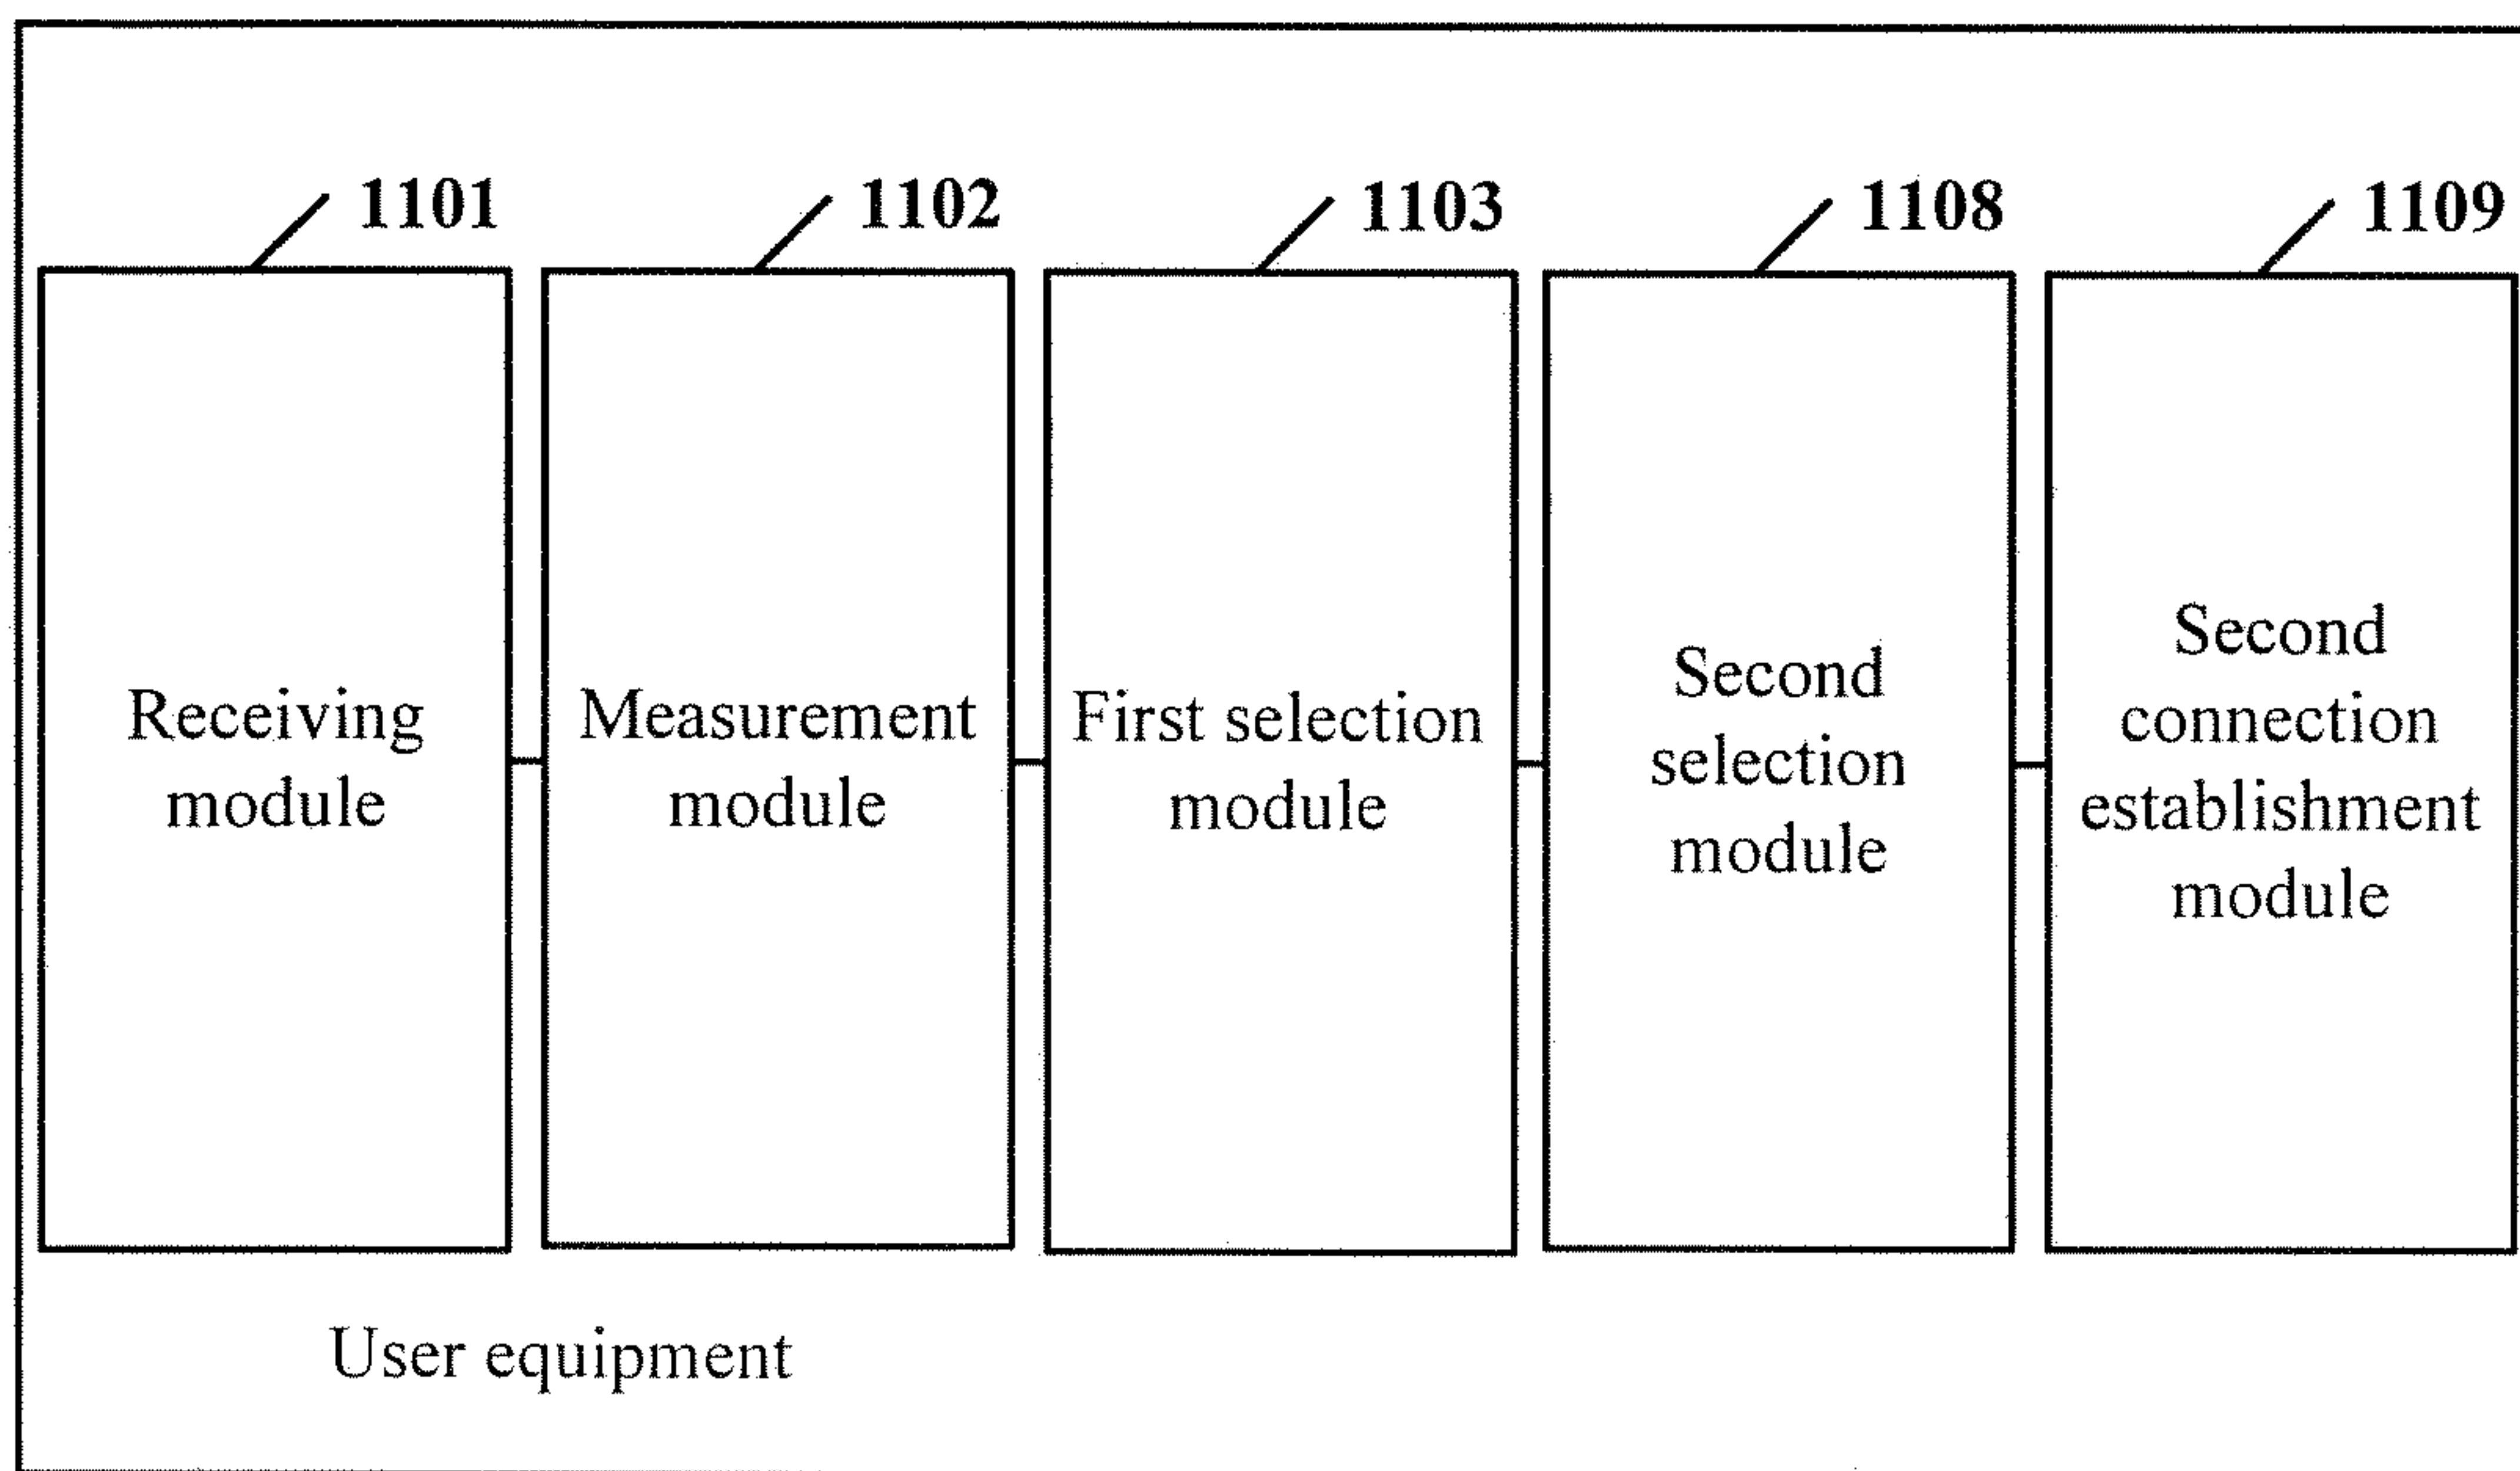 1101
1102
1103
1108
1109
Receiving
module
Measurement
module
First selection
module
Second
selection
module
Second
connection
establishment
module
User equipment